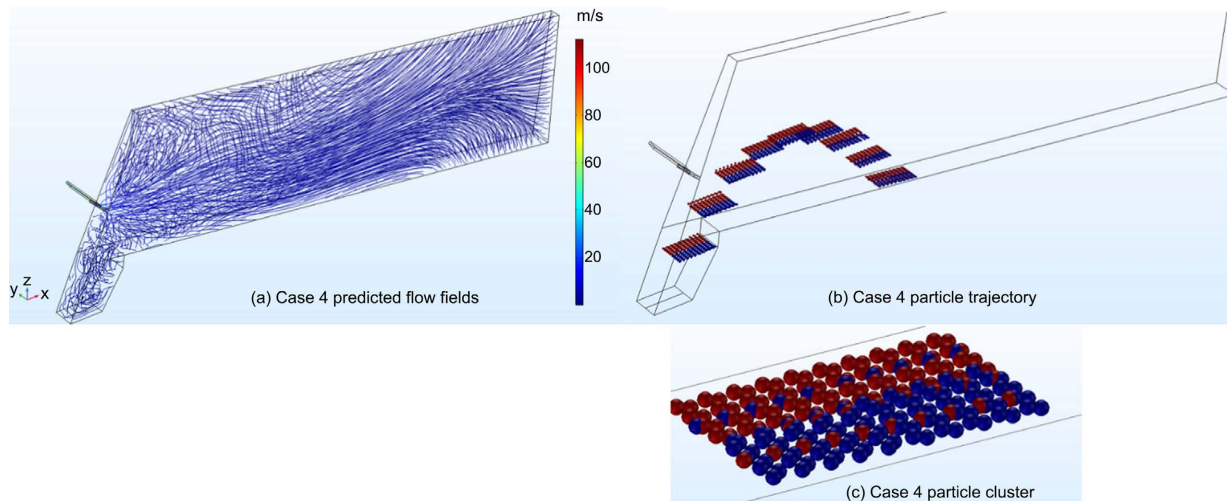 m/s
100
80
60
40
20
z
y
x
(a) Case 4 predicted flow fields
(b) Case 4 particle trajectory
(c) Case 4 particle cluster